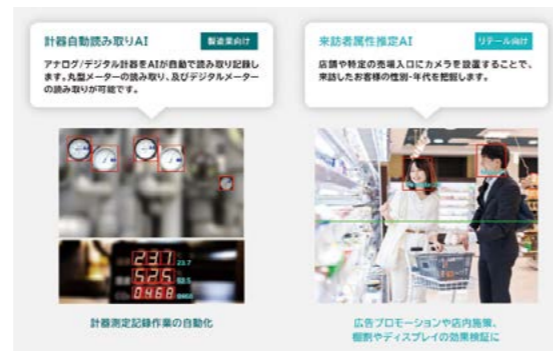 計器自動読み取りAI
製造業向け
アナログ/デジタル計器をAIが自動で読み取り記録し
ます。丸型メーターの読み取り、及びデジタルメーター
の読み取りが可能です。
23.7
23.7
52.5
0468
計器測定記録作業の自動化
来訪者属性推定AI
リテール向け
店舗や特定の売場入口にカメラを設置することで、
来訪したお客様の性別・年代を把握します。
広告プロモーションや店内施策、
棚割やディスプレイの効果検証に